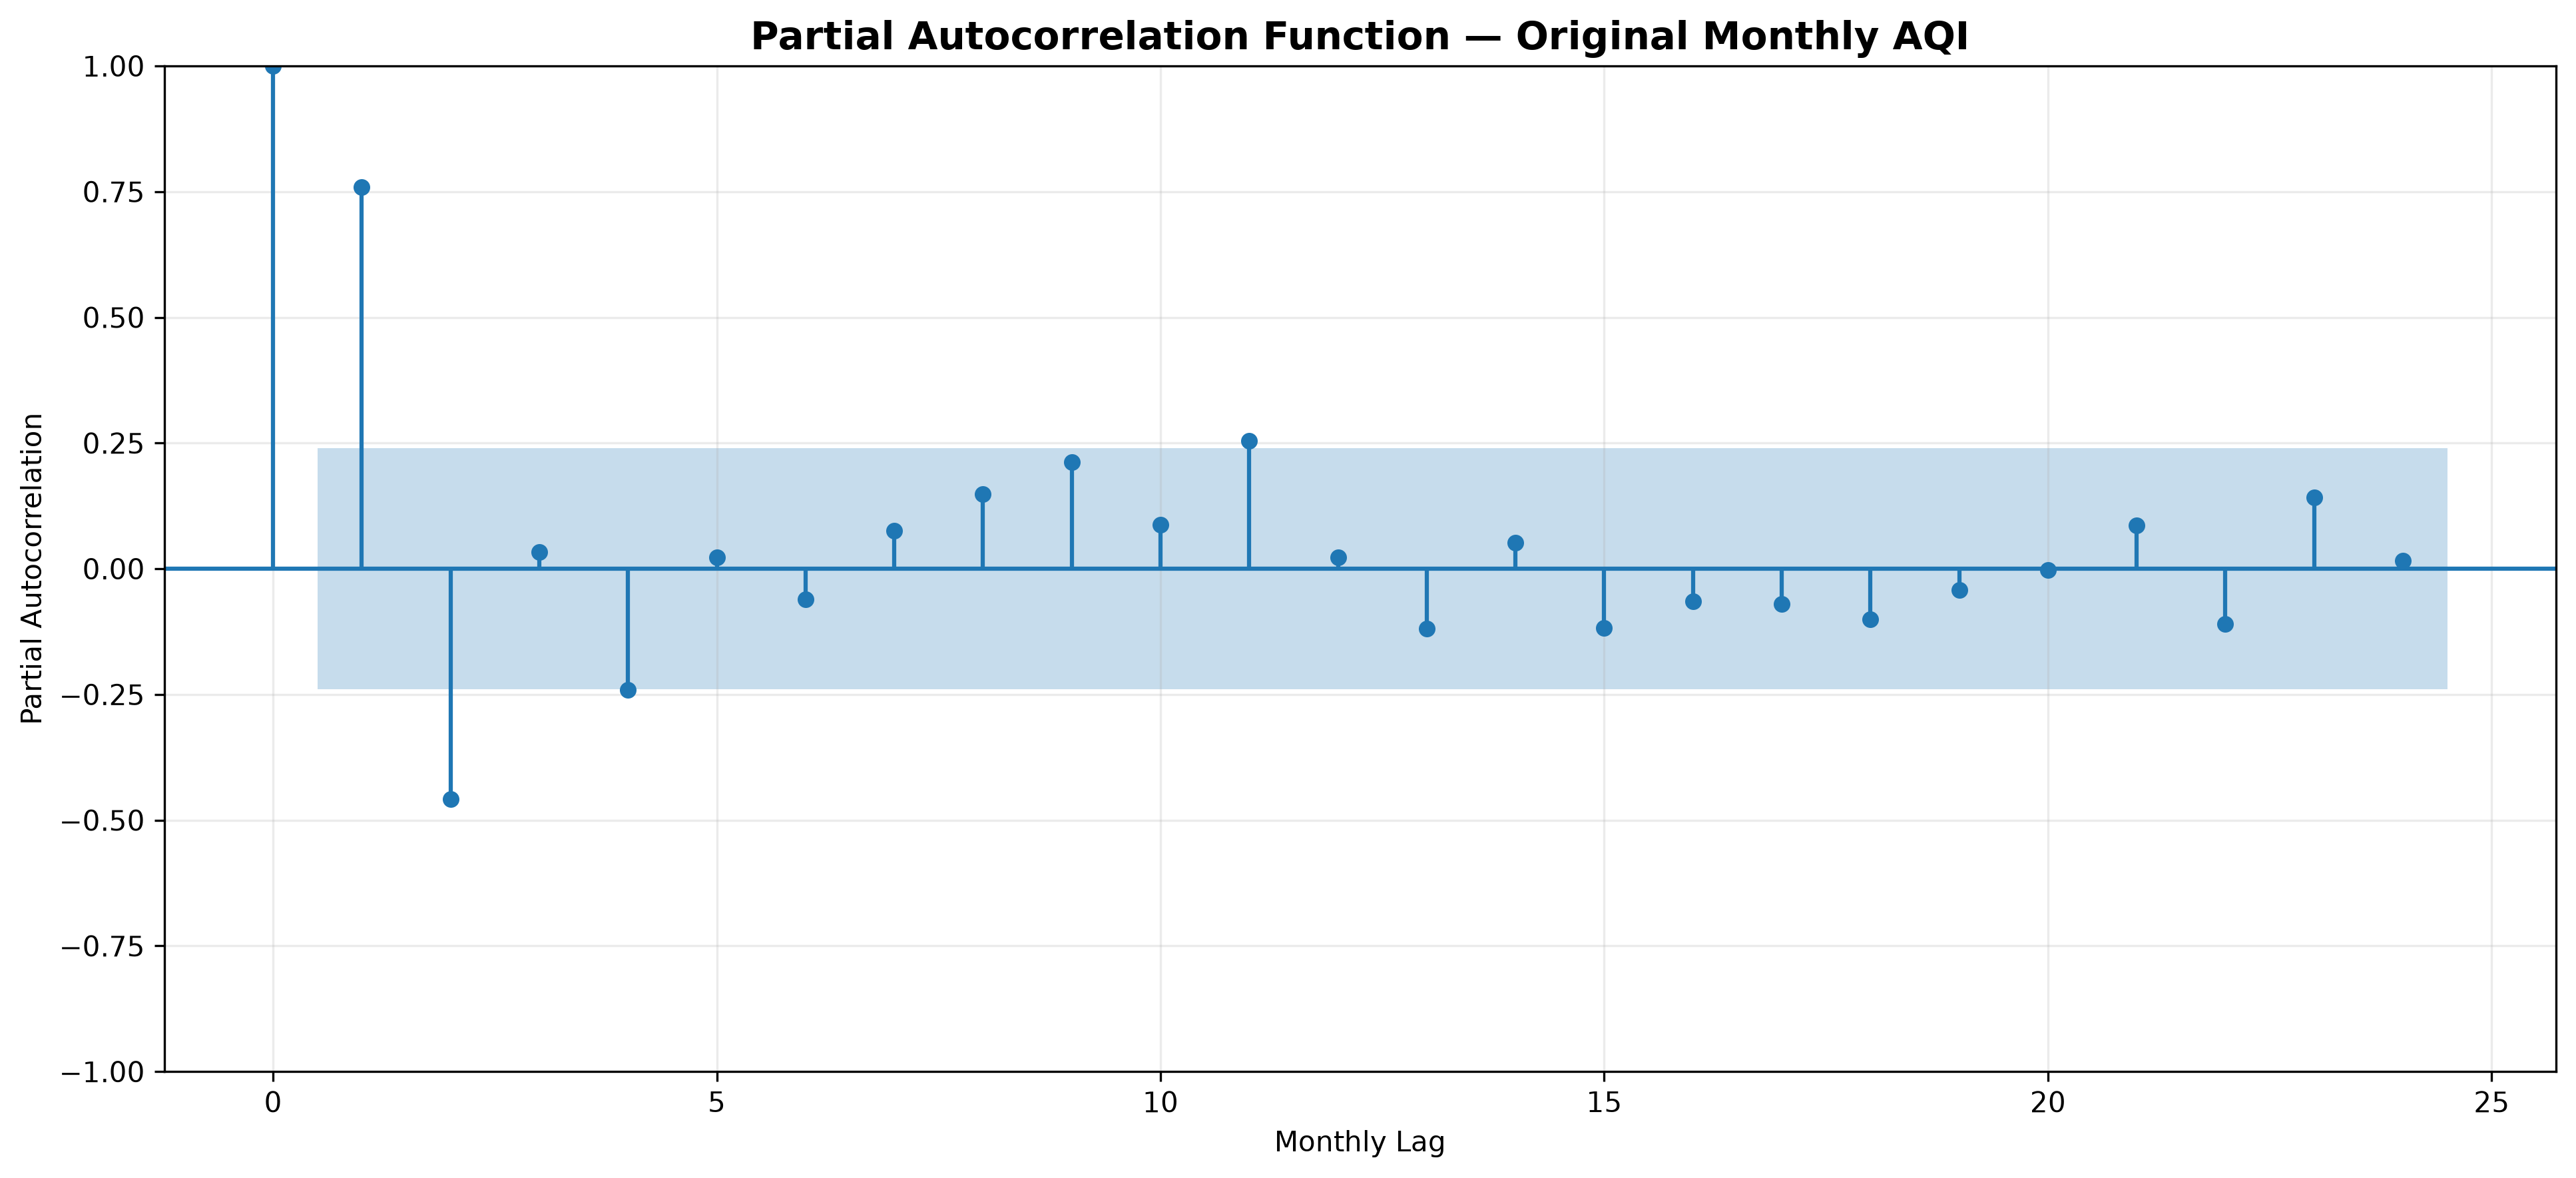 Partial Autocorrelation Function — Original Monthly AQI
1.00
0.75
0.50
0.25
0.00
−0.25
−0.50
−0.75
−1.00
Partial Autocorrelation
0 5 10 15 20 25
Monthly Lag